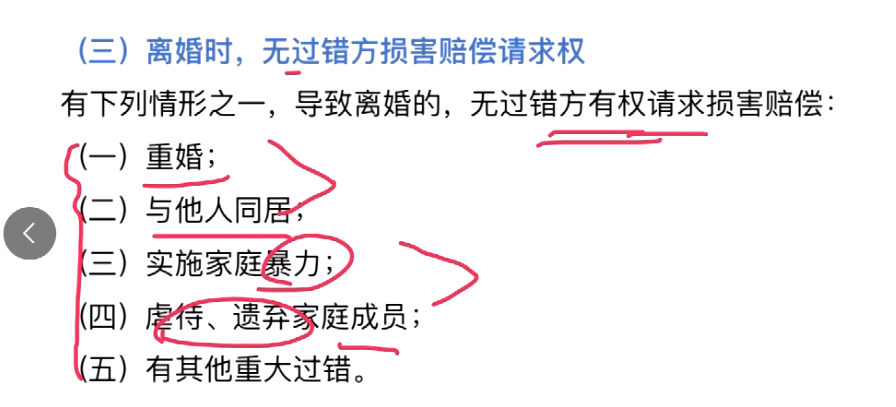 （三）离婚时，无过错方损害赔偿请求权
有下列情形之一，导致离婚的，无过错方有权请求损害赔偿：
（一）重婚；
（二）与他人同居；
（三）实施家庭暴力；
（四）虐待、遗弃家庭成员；
（五）有其他重大过错。